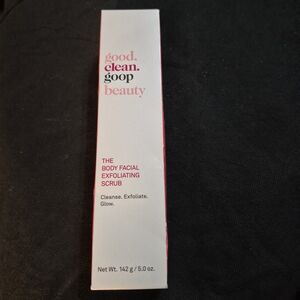 good.
clean.
goop
beauty
THE
BODY FACIAL
EXFOLIATING
SCRUB
Cleanse. Exfoliate.
Glow.
Net Wt. 142 g / 5.0 oz.